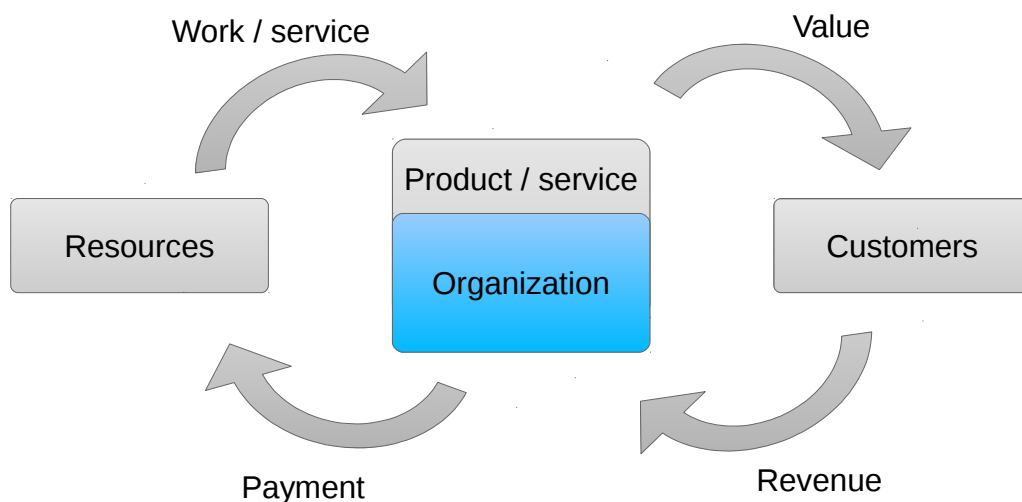 Work / service
Value
Product / service
Resources
Organization
Customers
Payment
Revenue